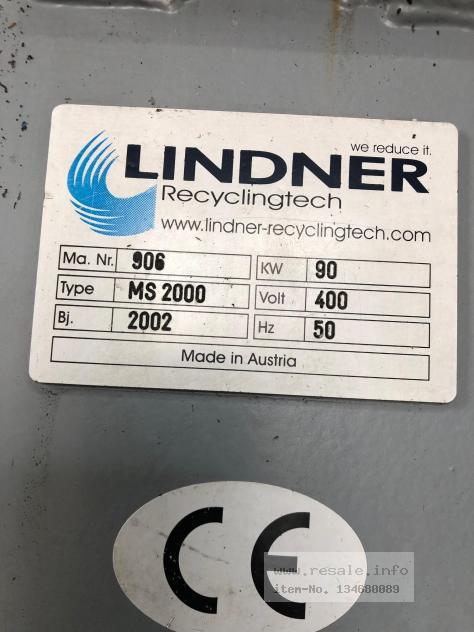 we reduce it.
LINDNER
Recyclingtech
www.lindner-recyclingtech.com
Ma. Nr. 906 KW 90
Type MS 2000 Volt 400
Bj. 2002 Hz 50
Made in Austria
CE
www.resale.info
item-No. 134680089